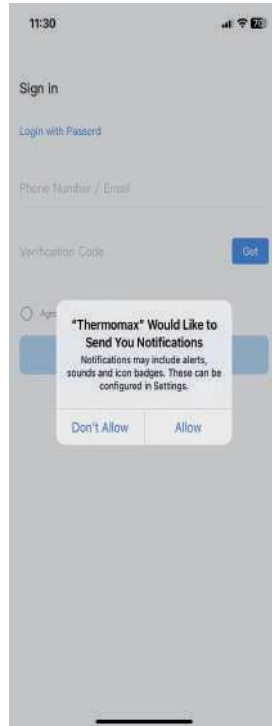 11:30
Sign in
Login with Passord
Phone Number / Email
Verification Code
Get
"Thermomax" Would Like to
Send You Notifications
Notifications may include alerts,
sounds and icon badges. These can be
configured in Settings.
Don't Allow
Allow